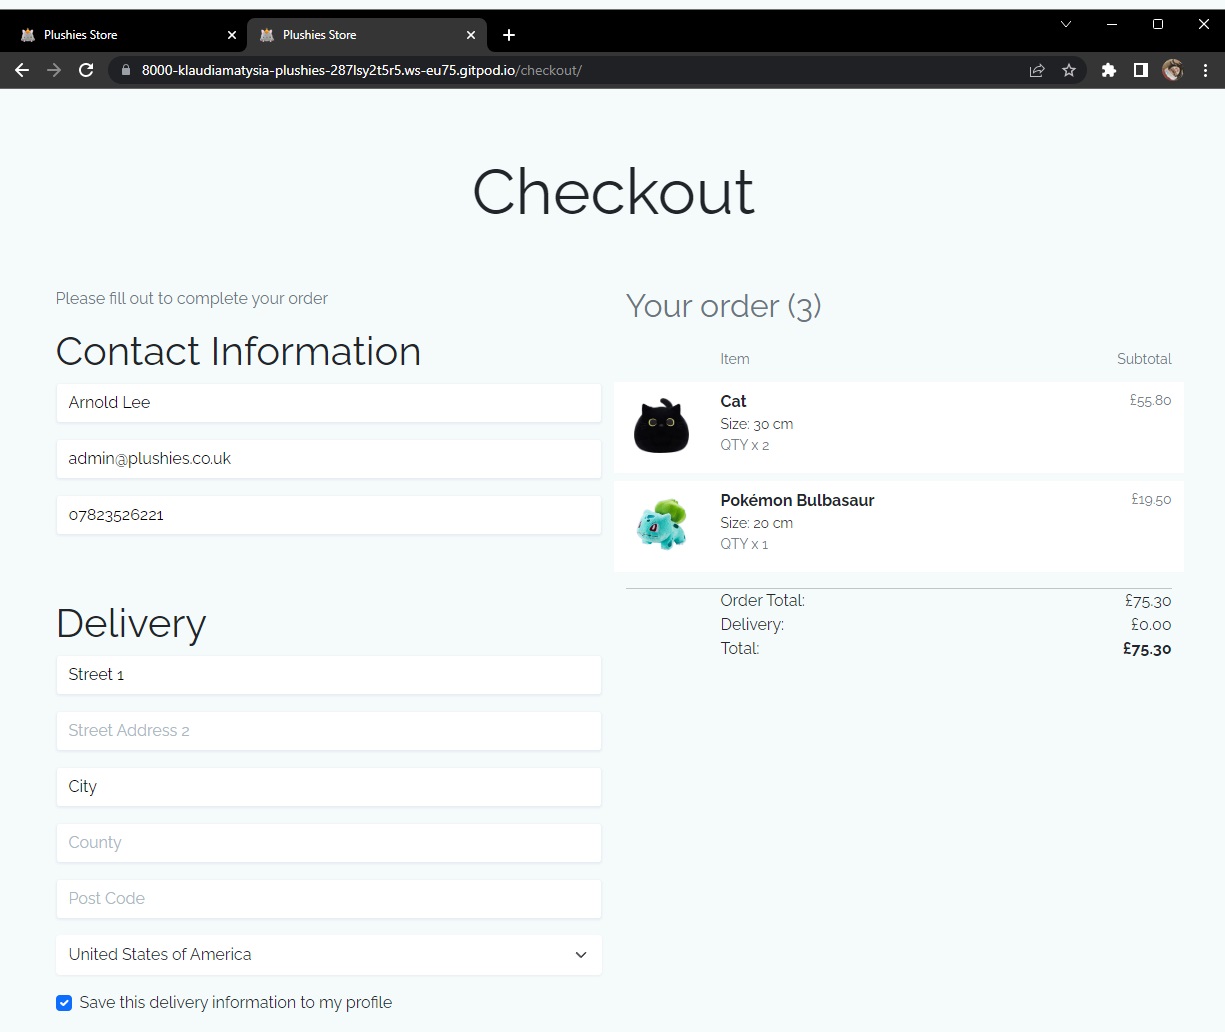 Plushies Store
Plushies Store
8000-klaudiamatysia-plushies-287lsy2t5r5.ws-eu75.gitpod.io/checkout/
Checkout
Please fill out to complete your order
Contact Information
Arnold Lee
admin@plushies.co.uk
07823526221
Delivery
Street 1
Street Address 2
City
County
Post Code
United States of America
Save this delivery information to my profile
Your order (3)
Item Subtotal
Cat £55.80
Size: 30 cm
QTY x 2
Pokémon Bulbasaur £19.50
Size: 20 cm
QTY x 1
Order Total: £75.30
Delivery: £0.00
Total: £75.30